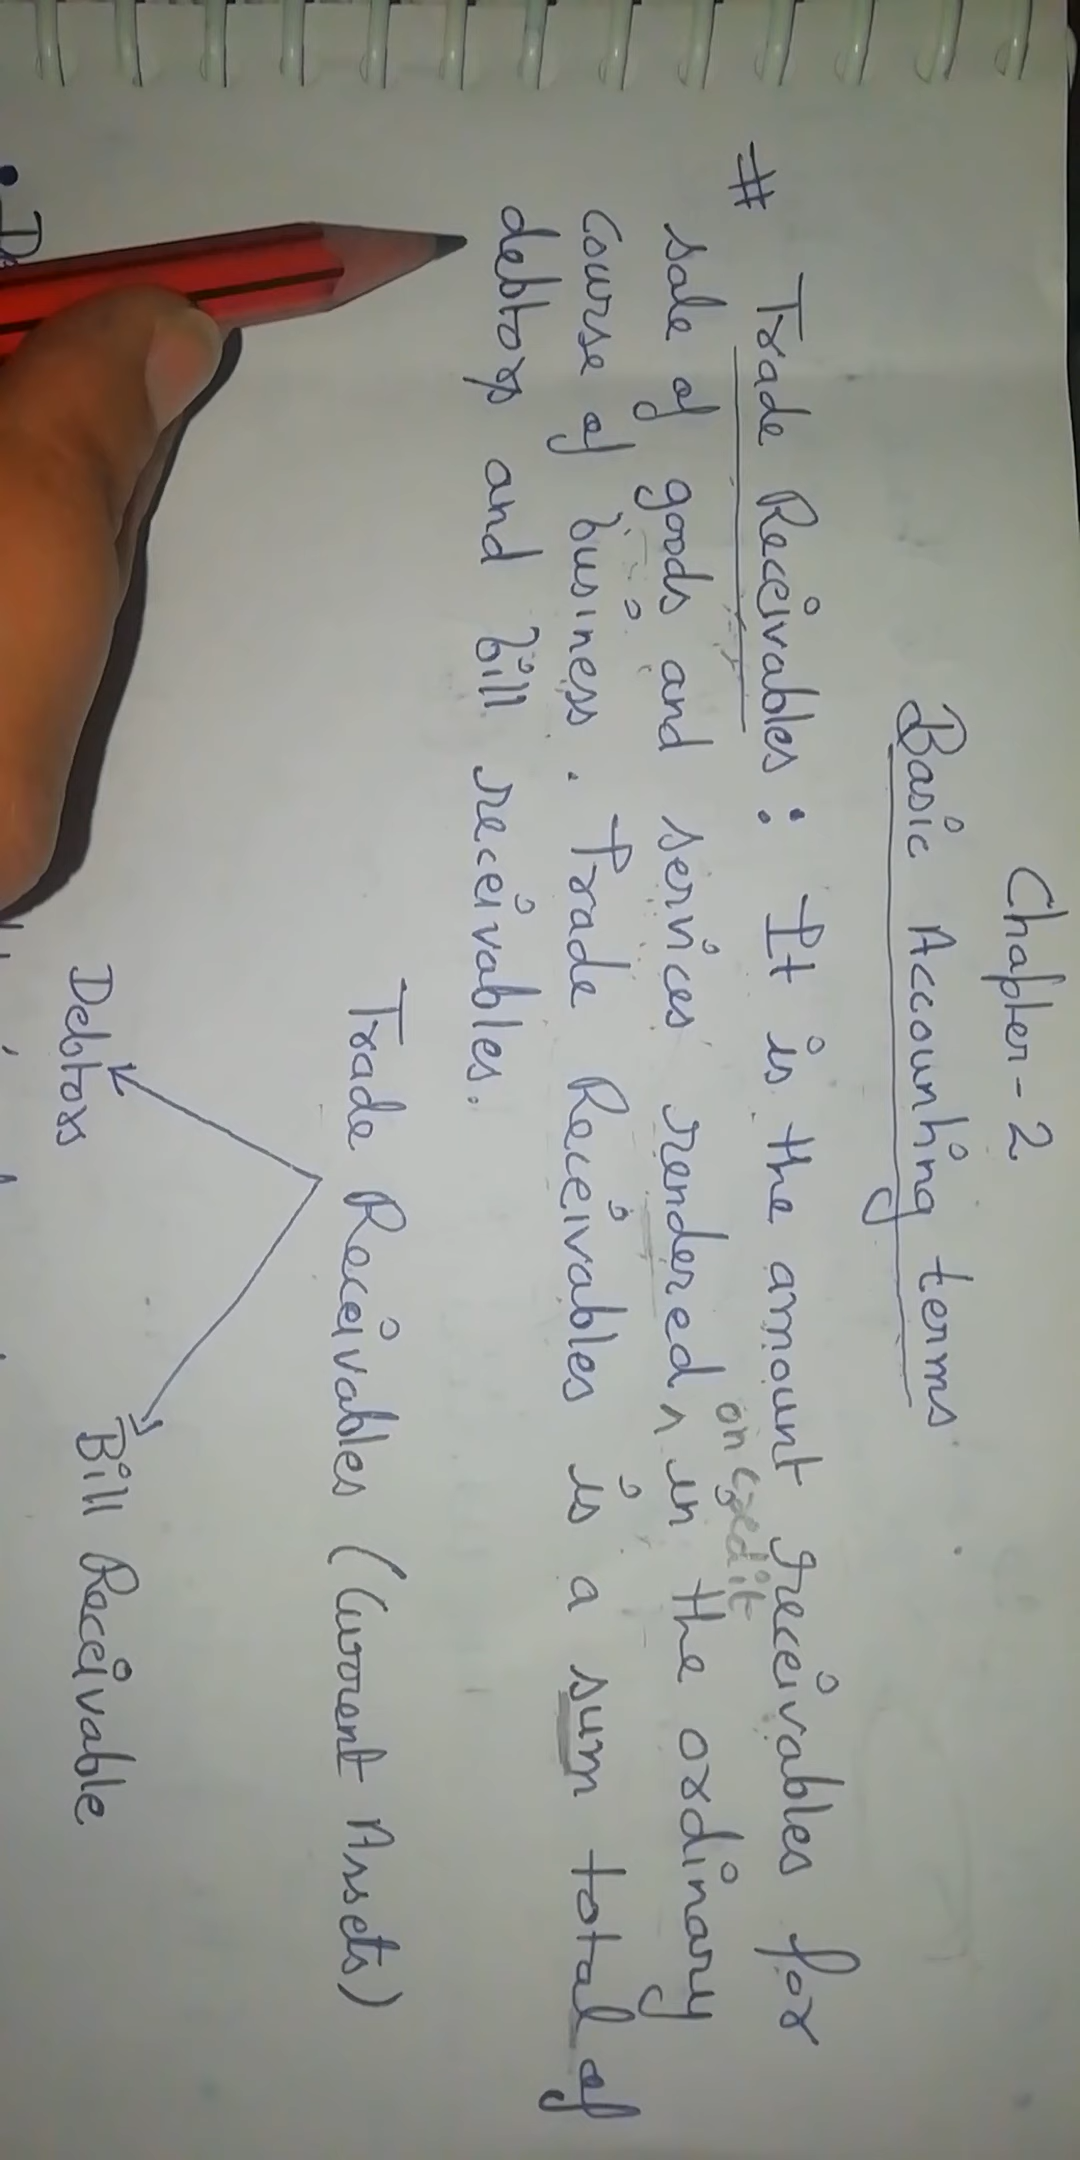 Chapter - 2
Basic Accounting terms
# Trade Receivables : It is the amount receivables for
on credit
sale of goods and services rendered ^ in the ordinary
course of business. Trade Receivables is a sum total of
debtors and bill receivables.
Trade Receivables (Current Assets)
Debtors Bill Receivable